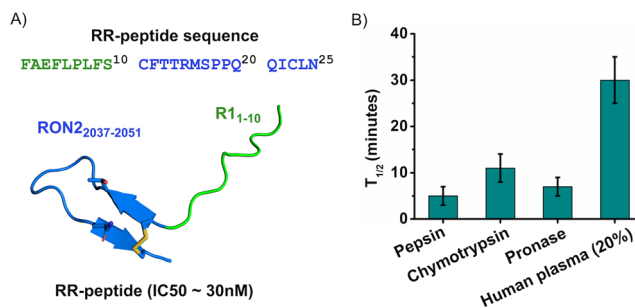 A)
RR-peptide sequence
FAEFLPLFS¹⁰ CFTTRMSPPQ²⁰ QICLN²⁵
RON2₂₀₃₇₋₂₀₅₁
R1₁₋₁₀
RR-peptide (IC50 ~ 30nM)
B)
T₁/₂ (minutes)
40
30
20
10
0
Pepsin
Chymotrypsin
Pronase
Human plasma (20%)